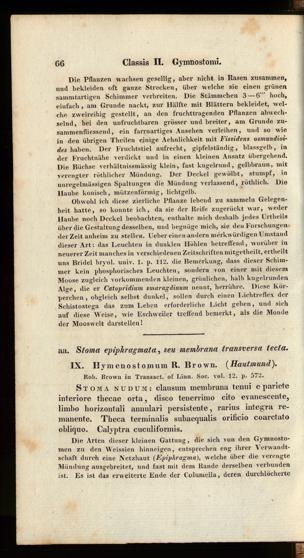 66 Classis II. Gymnostomi.
Die Pflanzen wachsen gesellig, aber nicht in Rasen zusammen,
und bekleiden oft ganze Strecken, über welche sie einen grünen
sammtartigen Schimmer verbreiten. Die Stämmchen 3—6''' hoch,
einfach, am Grunde nackt, zur Hälfte mit Blättern bekleidet, wel-
che zweireihig gestellt, an den fruchttragenden Pflanzen abwech-
selnd, bei den unfruchtbaren grösser und breiter, am Grunde zu-
sammenfliessend, ein farrnartiges Ansehen verleihen, und so wie
in den übrigen Theilen einige Aehnlichkeit mit Fissidens osmundioi-
des haben. Der Fruchtstiel aufrecht, gipfelständig, blassgelb, in
der Fruchtnähe verdickt und in einen kleinen Ansatz übergehend.
Die Büchse verhältnissmässig klein, fast kugelrund, gelbbraun, mit
verengter röthlicher Mündung. Der Deckel gewölbt, stumpf, in
unregelmässigen Spaltungen die Mündung verlassend, röthlich. Die
Haube konisch, mützenförmig, lichtgelb.
Obwohl ich diese zierliche Pflanze lebend zu sammeln Gelegen-
heit hatte, so konnte ich, da sie der Reife zugerückt war, weder
Haube noch Deckel beobachten, enthalte mich deshalb jedes Urtheils
über die Gestaltung desselben, und begnüge mich, sie den Forschungen
der Zeit anheim zu stellen. Ueber einen andern merkwürdigen Umstand
dieser Art: das Leuchten in dunklen Höhlen betreffend, worüber in
neuerer Zeit manches in verschiedenen Zeitschriften mitgetheilt, ertheilt
uns Bridel bryol. univ. 1. p. 112. die Bemerkung, dass dieser Schim-
mer kein phosphorisches Leuchten, sondern von einer mit diesem
Moose zugleich vorkommenden kleinen, gründlichen, halb kugelrunden
Alge, die er Catoptridium smaragdinum nennt, herrühre. Diese Kör-
perchen, obgleich selbst dunkel, sollen durch einen Lichtreflex der
Schistostega das zum Leben erforderliche Licht geben, und sich
auf diese Weise, wie Eschweiler treffend bemerkt, als die Monde
der Mooswelt darstellen!
aa. Stoma epiphragmata, seu membrana transversa tecta.
IX. Hymenostomum R. Brown. (Hautmund).
Rob. Brown in Transact. of Linn. Soc. vol. 12. p. 572.
Stoma nudum: clausum membrana tenui e pariete
interiore thecae orta, disco tenerrimo cito evanescente,
limbo horizontali annulari persistente, rarius integra re-
manente. Theca terminalis subaequalis orificio coarctato
obliquo. Calyptra cuculiformis.
Die Arten dieser kleinen Gattung, die sich von den Gymnosto-
men zu den Weissien hinneigen, entsprechen eng ihrer Verwandt-
schaft durch eine Netzhaut (Epiphragma), welche über die verengte
Mündung ausgebreitet, und fast mit dem Rande derselben verbunden
ist. Es ist das erweiterte Ende der Columella, deren durchlöcherte